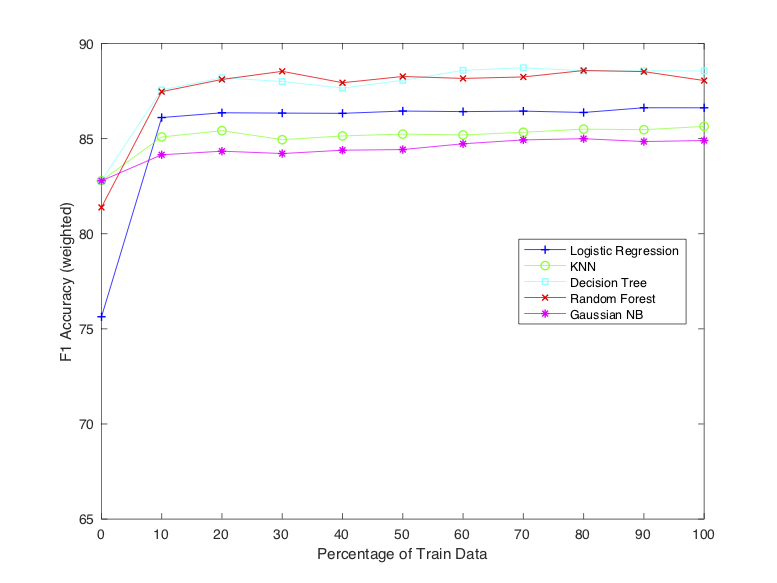 90
85
80
75
70
65
F1 Accuracy (weighted)
Logistic Regression
KNN
Decision Tree
Random Forest
Gaussian NB
0 10 20 30 40 50 60 70 80 90 100
Percentage of Train Data